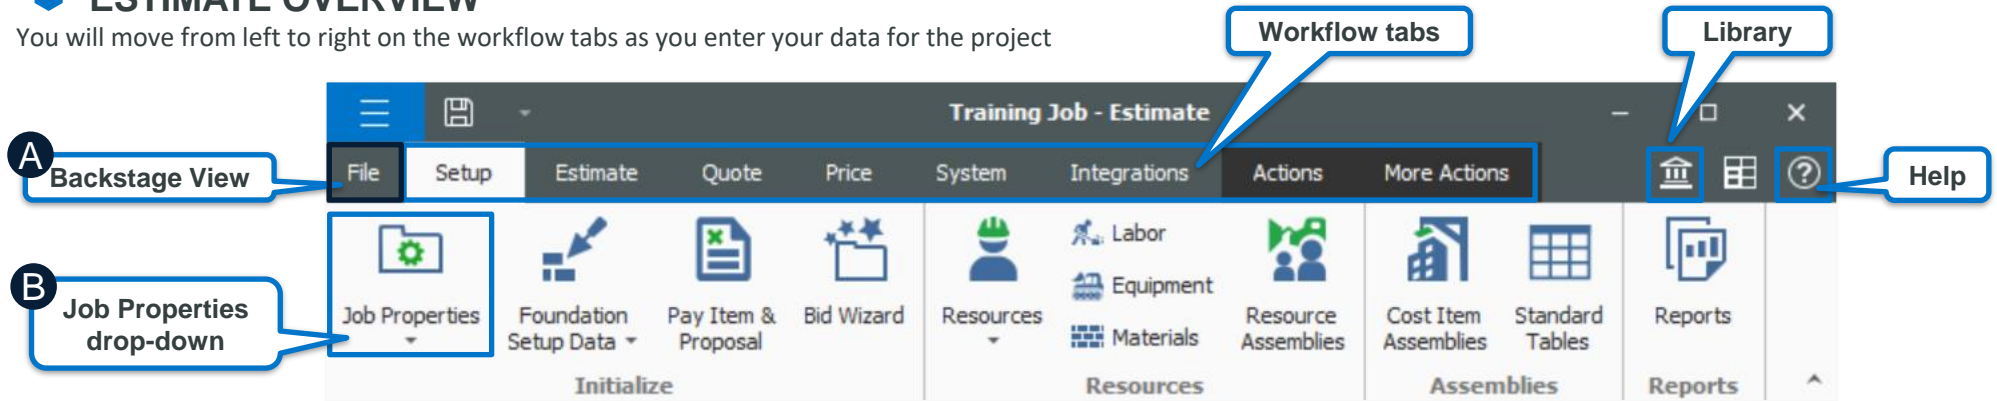 ESTIMATE OVERVIEW
You will move from left to right on the workflow tabs as you enter your data for the project
Workflow tabs
Library
Training Job - Estimate
A
Backstage View
File Setup Estimate Quote Price System Integrations Actions More Actions
Help
B
Job Properties
drop-down
Job Properties
Foundation
Setup Data
Pay Item &
Proposal
Bid Wizard
Initialize
Resources
Labor
Equipment
Materials
Resource
Assemblies
Resources
Cost Item
Assemblies
Standard
Tables
Assemblies
Reports
Reports